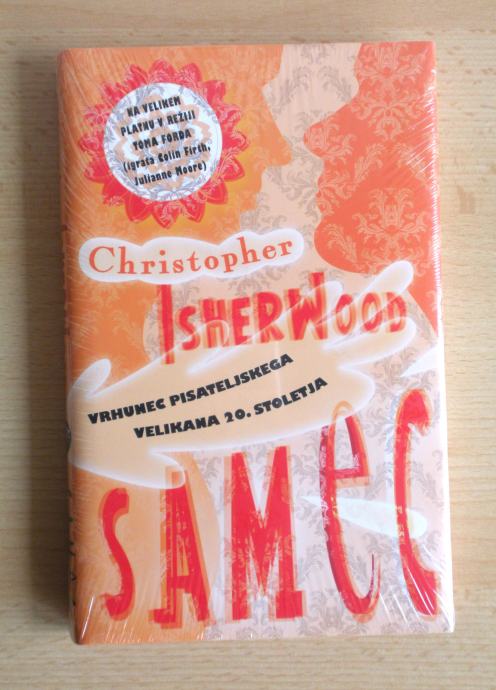 NA VELIKEM
PLATNU V REŽIJI
TOMA FORDA
(igrata Colin Firth,
Julianne Moore)
Christopher
ISHERWOOD
VRHUNEC PISATELJSKEGA
VELIKANA 20. STOLETJA
SAMEC